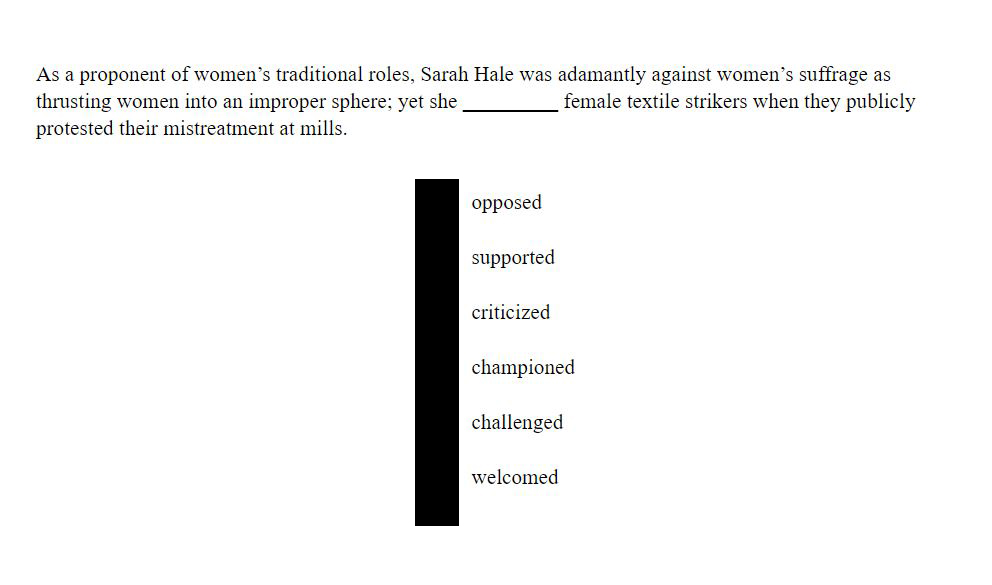 As a proponent of women’s traditional roles, Sarah Hale was adamantly against women’s suffrage as
thrusting women into an improper sphere; yet she __________ female textile strikers when they publicly
protested their mistreatment at mills.
opposed
supported
criticized
championed
challenged
welcomed